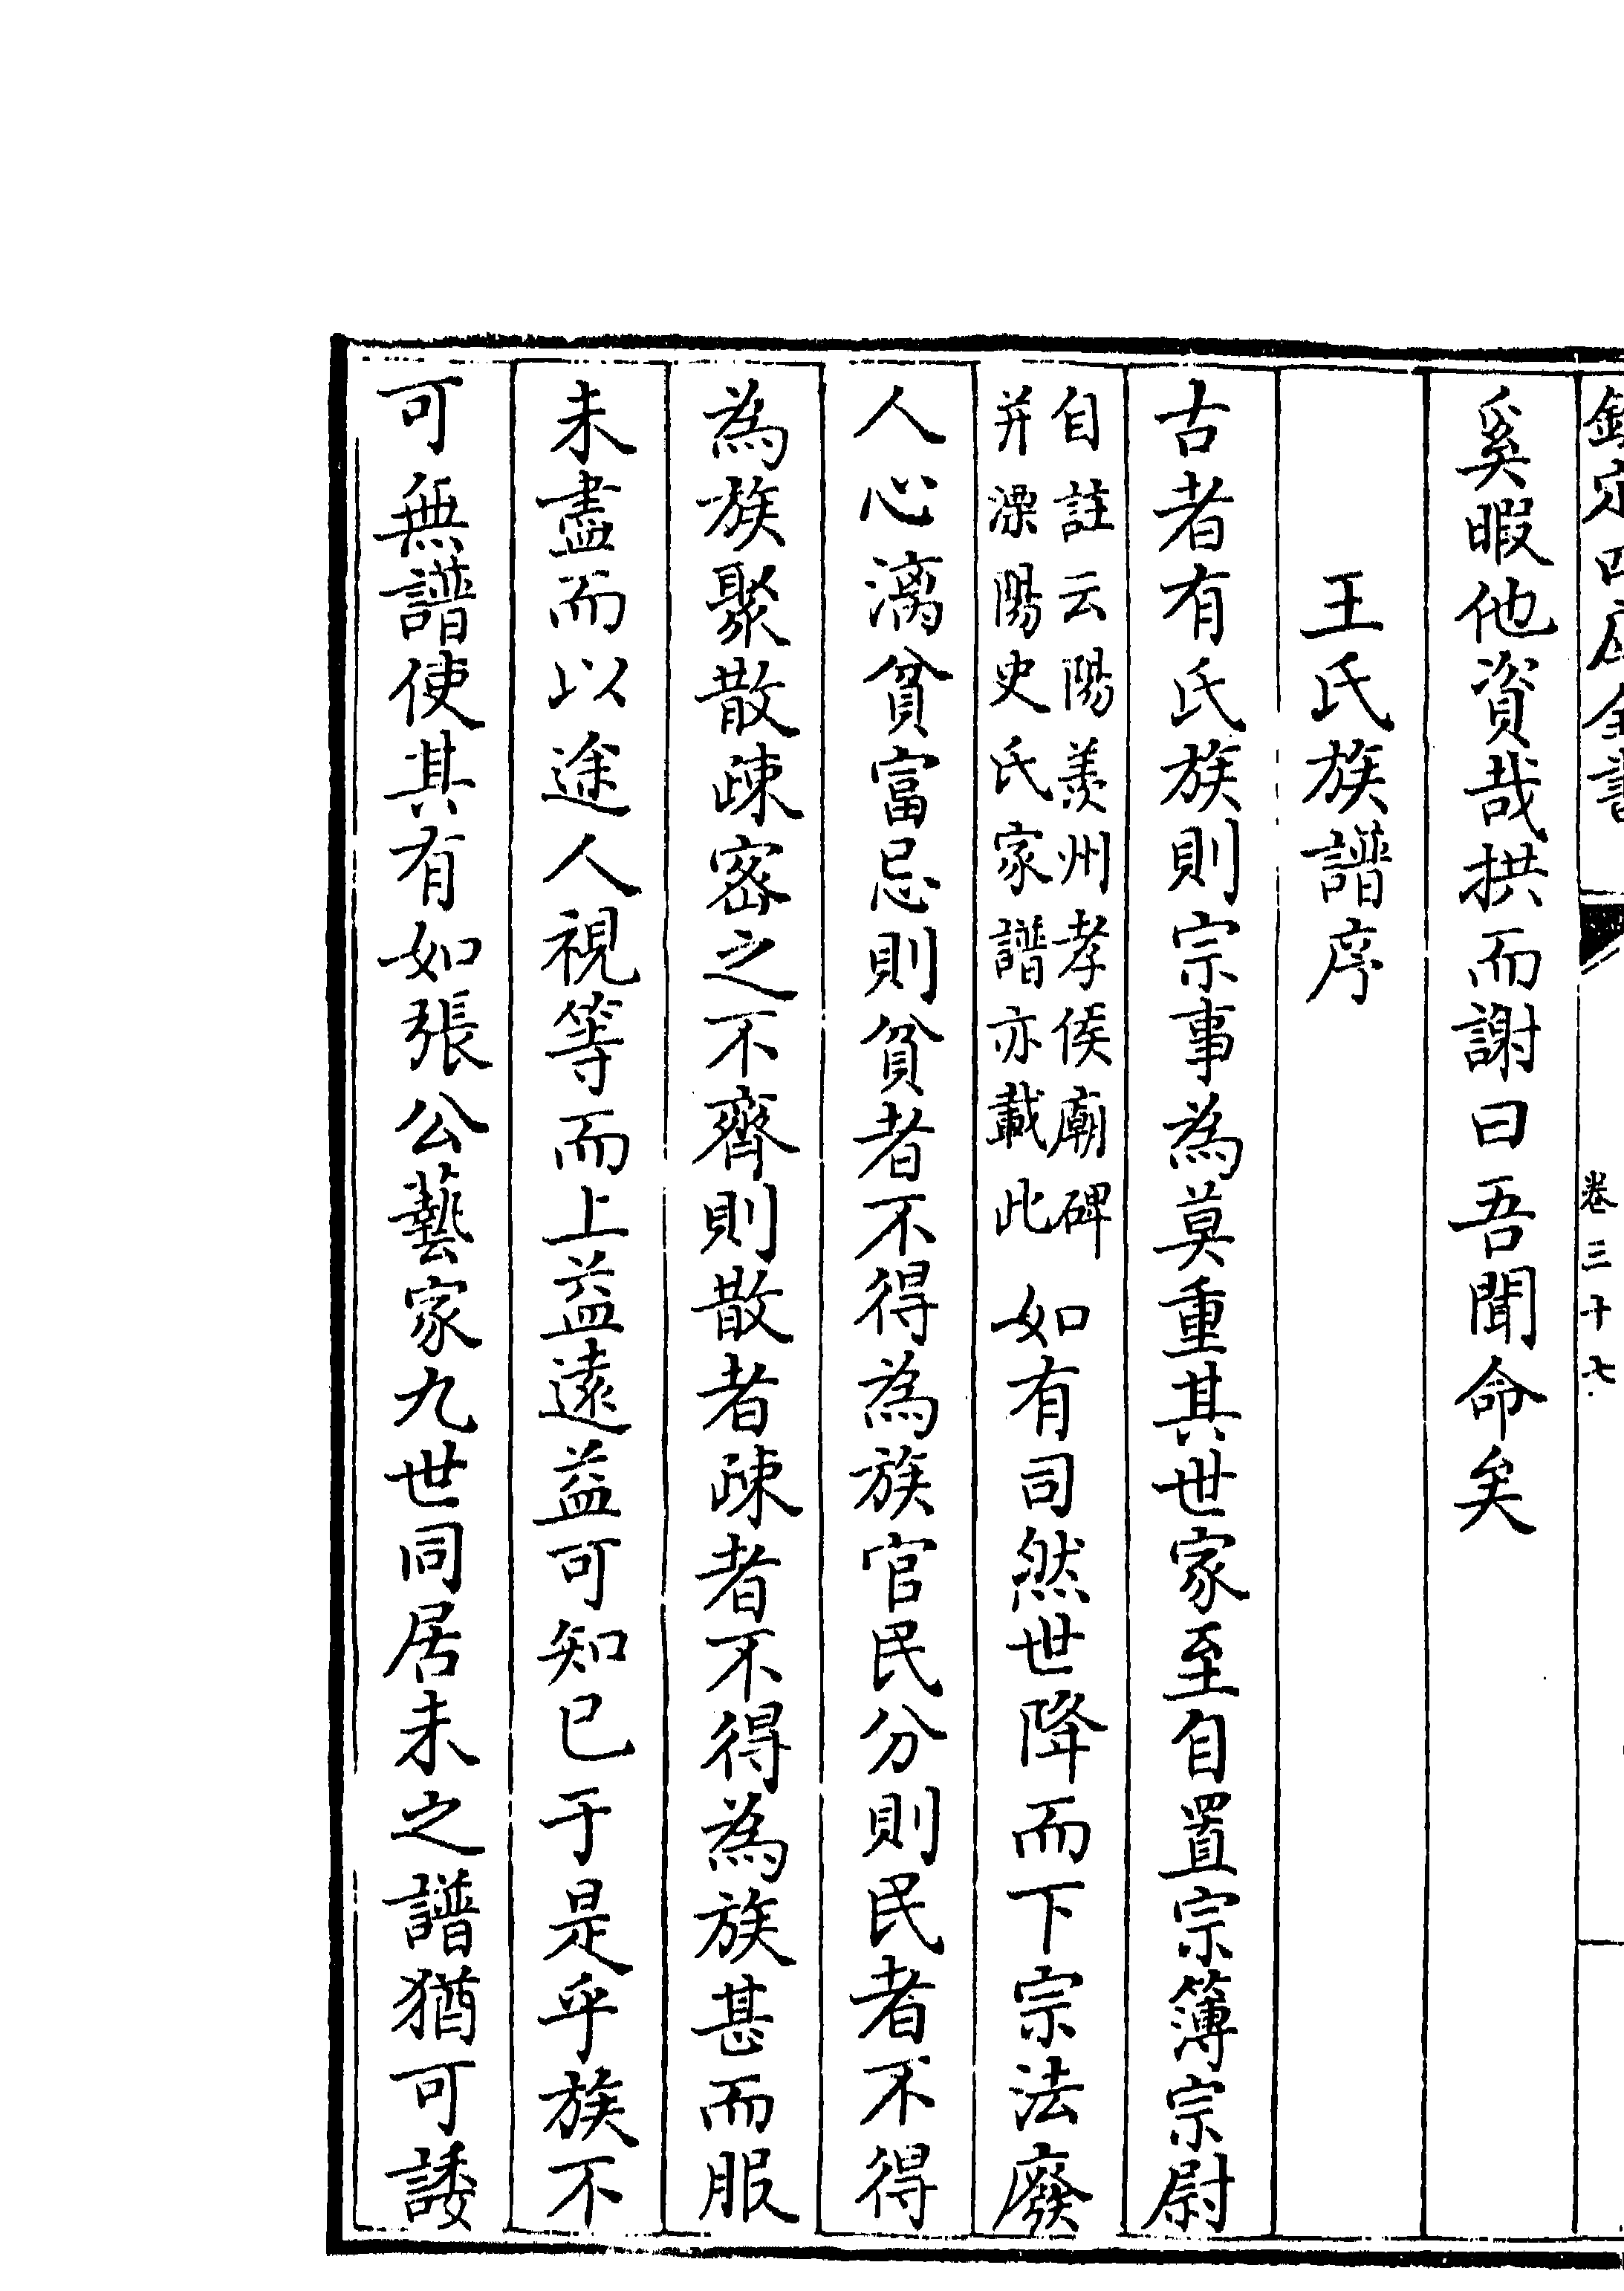 欽定四庫全書
卷三十七
奚暇他資哉拱而謝曰吾聞命矣
王氏族譜序
古者有氏族則宗事為莫重其世家至自置宗簿宗尉
自註云陽羨州孝侯廟碑
并溧陽史氏家譜亦載此
如有司然世降而下宗法廢
人心漓貧富忌則貧者不得為族官民分則民者不得
為族聚散疎宻之不齊則散者疎者不得為族甚而服
未盡而以途人視等而上益遠益可知已于是乎族不
可無譜使其有如張公藝家九世同居未之譜猶可諉